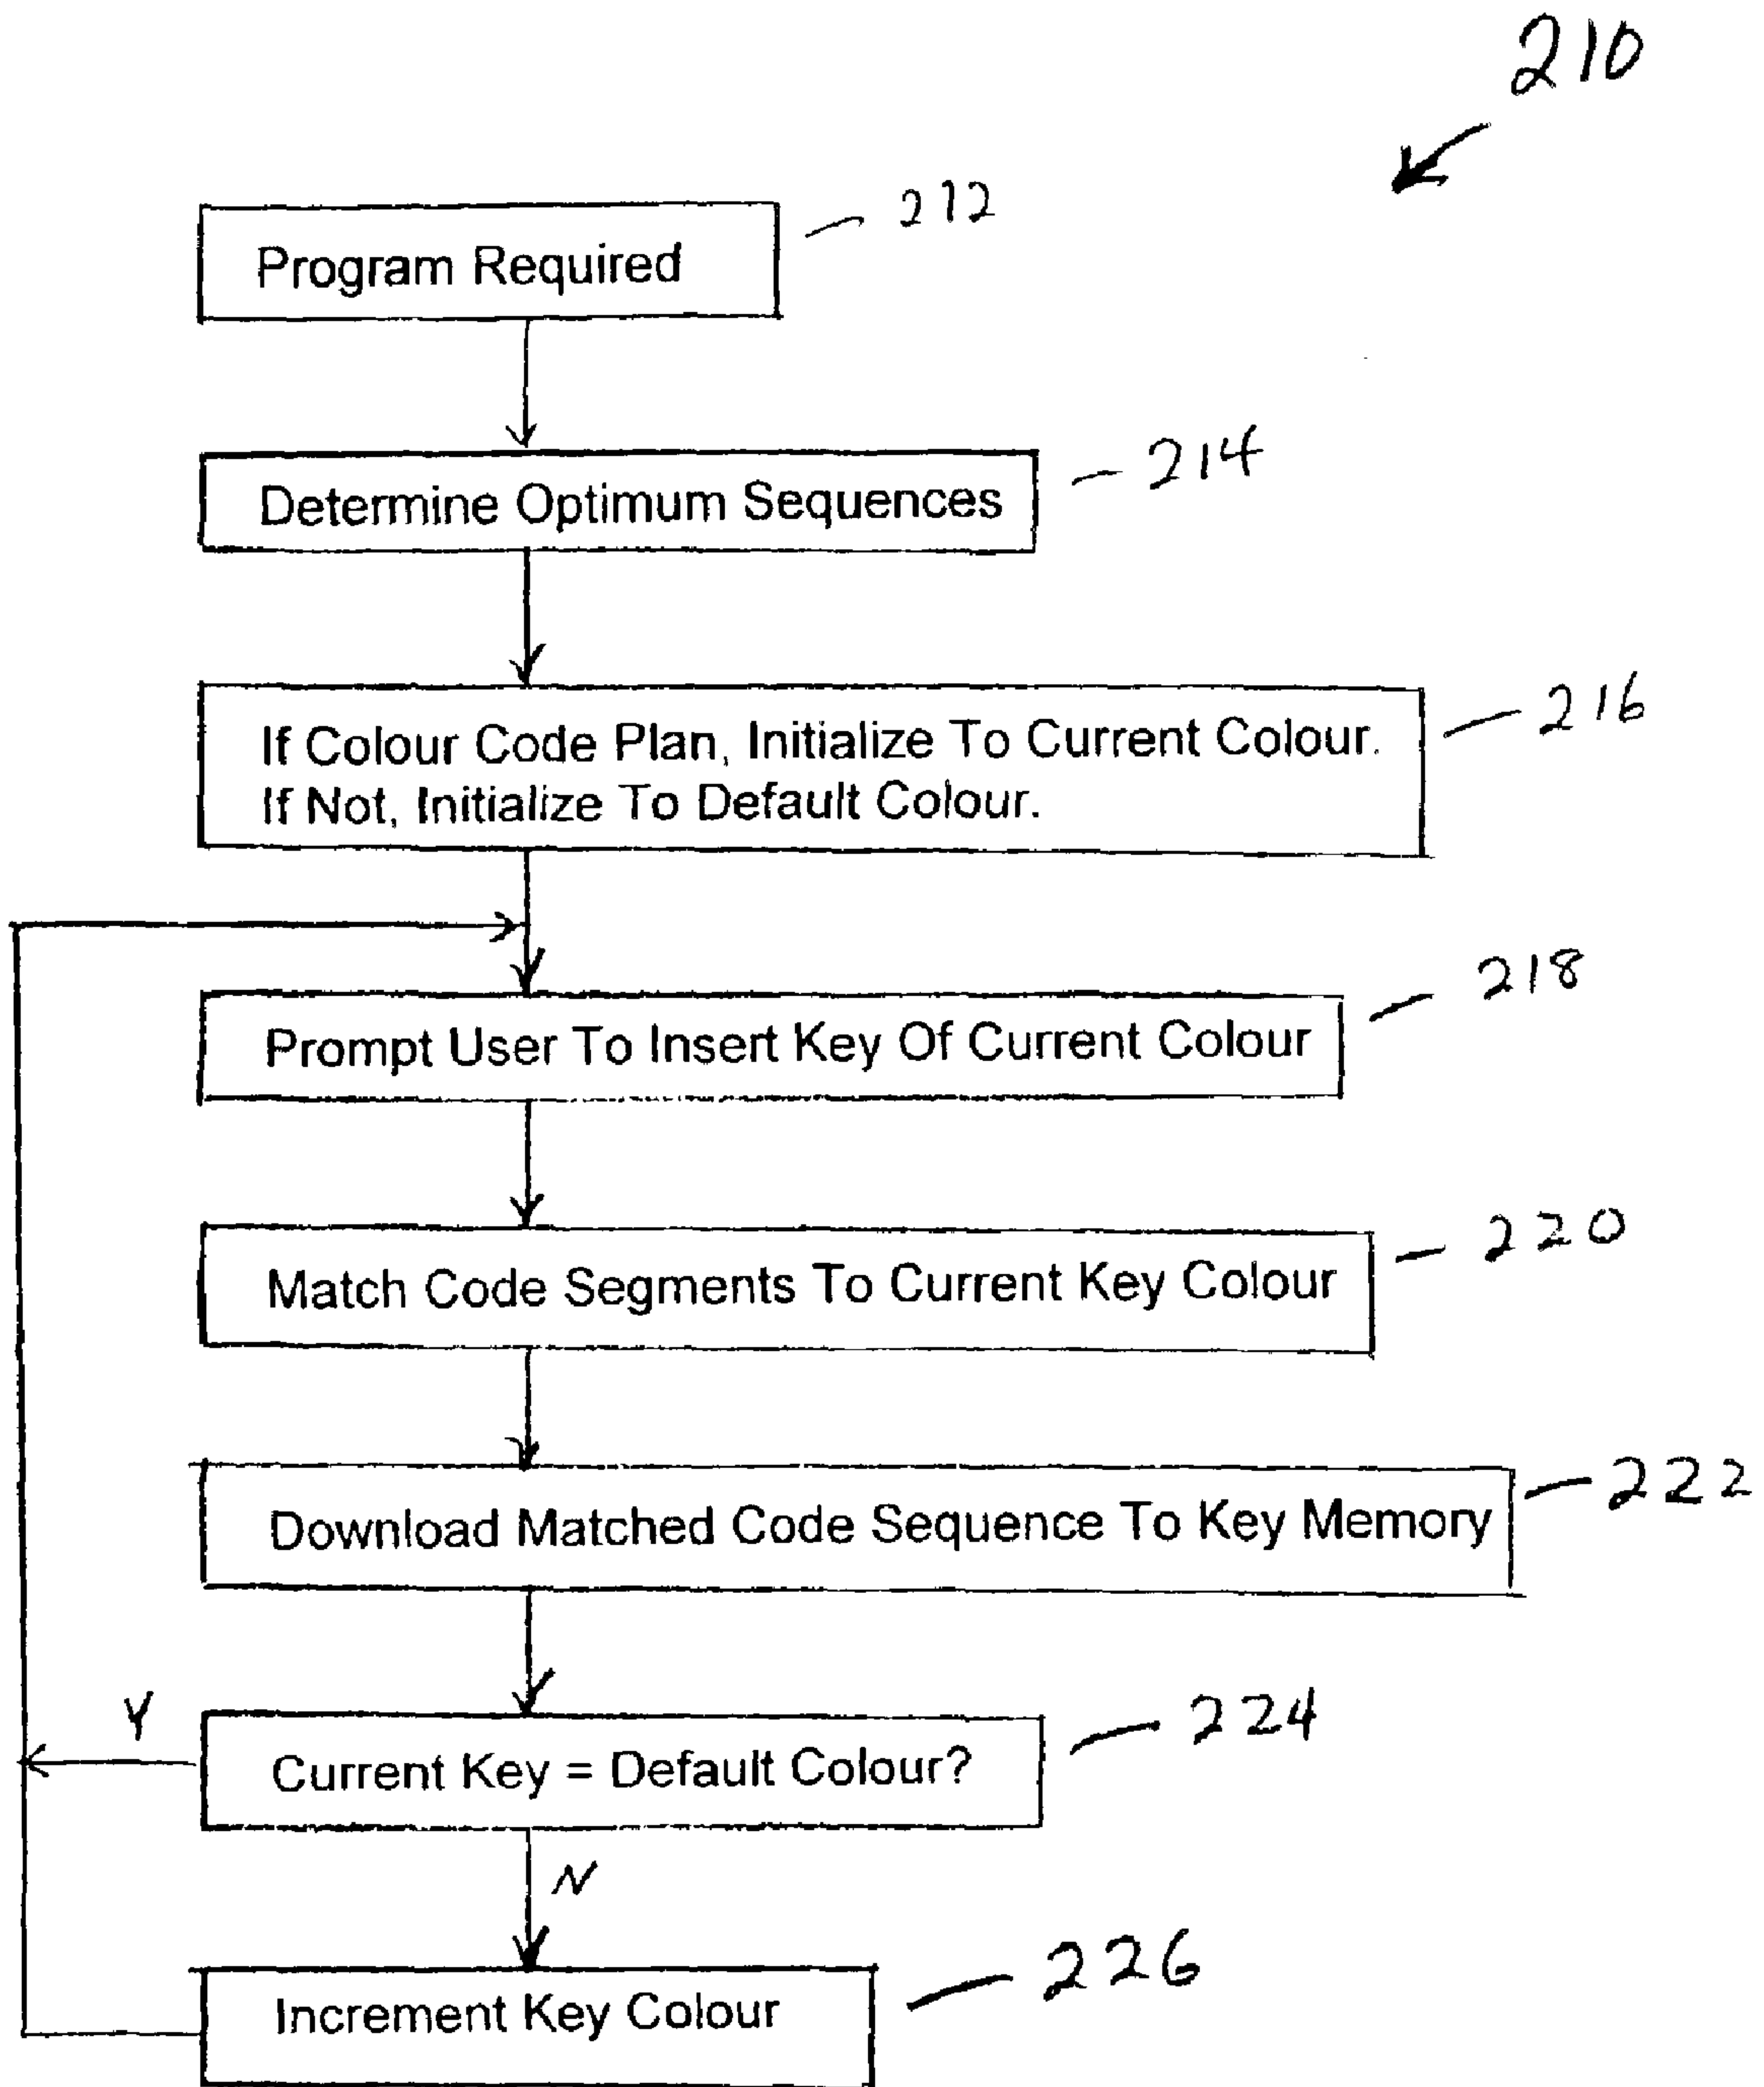 210
Program Required
212
Determine Optimum Sequences
214
If Colour Code Plan, Initialize To Current Colour.
If Not, Initialize To Default Colour.
216
Prompt User To Insert Key Of Current Colour
218
Match Code Segments To Current Key Colour
220
Download Matched Code Sequence To Key Memory
222
Y
Current Key = Default Colour?
224
N
Increment Key Colour
226